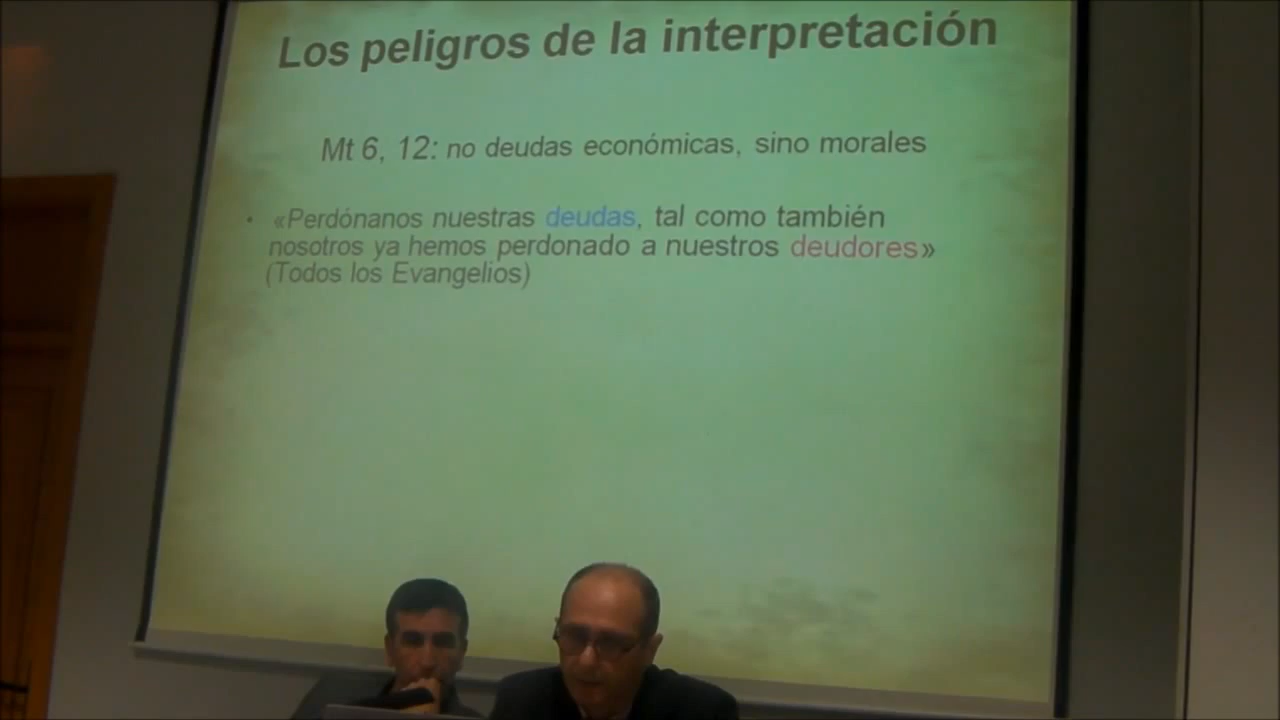 Los peligros de la interpretación
Mt 6, 12: no deudas económicas, sino morales
• «Perdónanos nuestras deudas, tal como también
nosotros ya hemos perdonado a nuestros deudores»
(Todos los Evangelios)